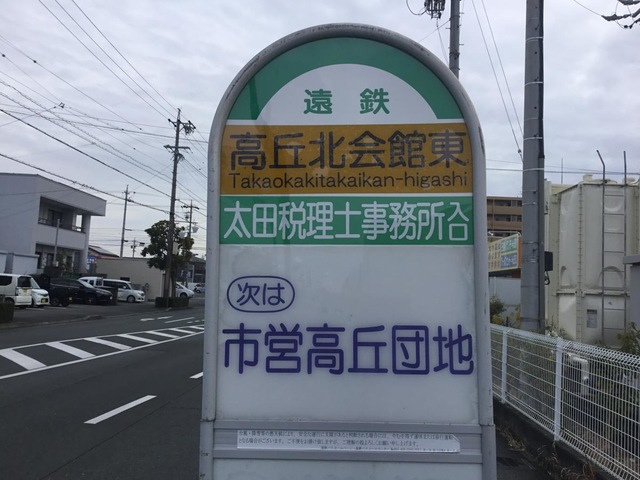 遠鉄
高丘北会館東
Takaokakitakaikan-higashi
太田税理士事務所入口
次は
市営高丘団地